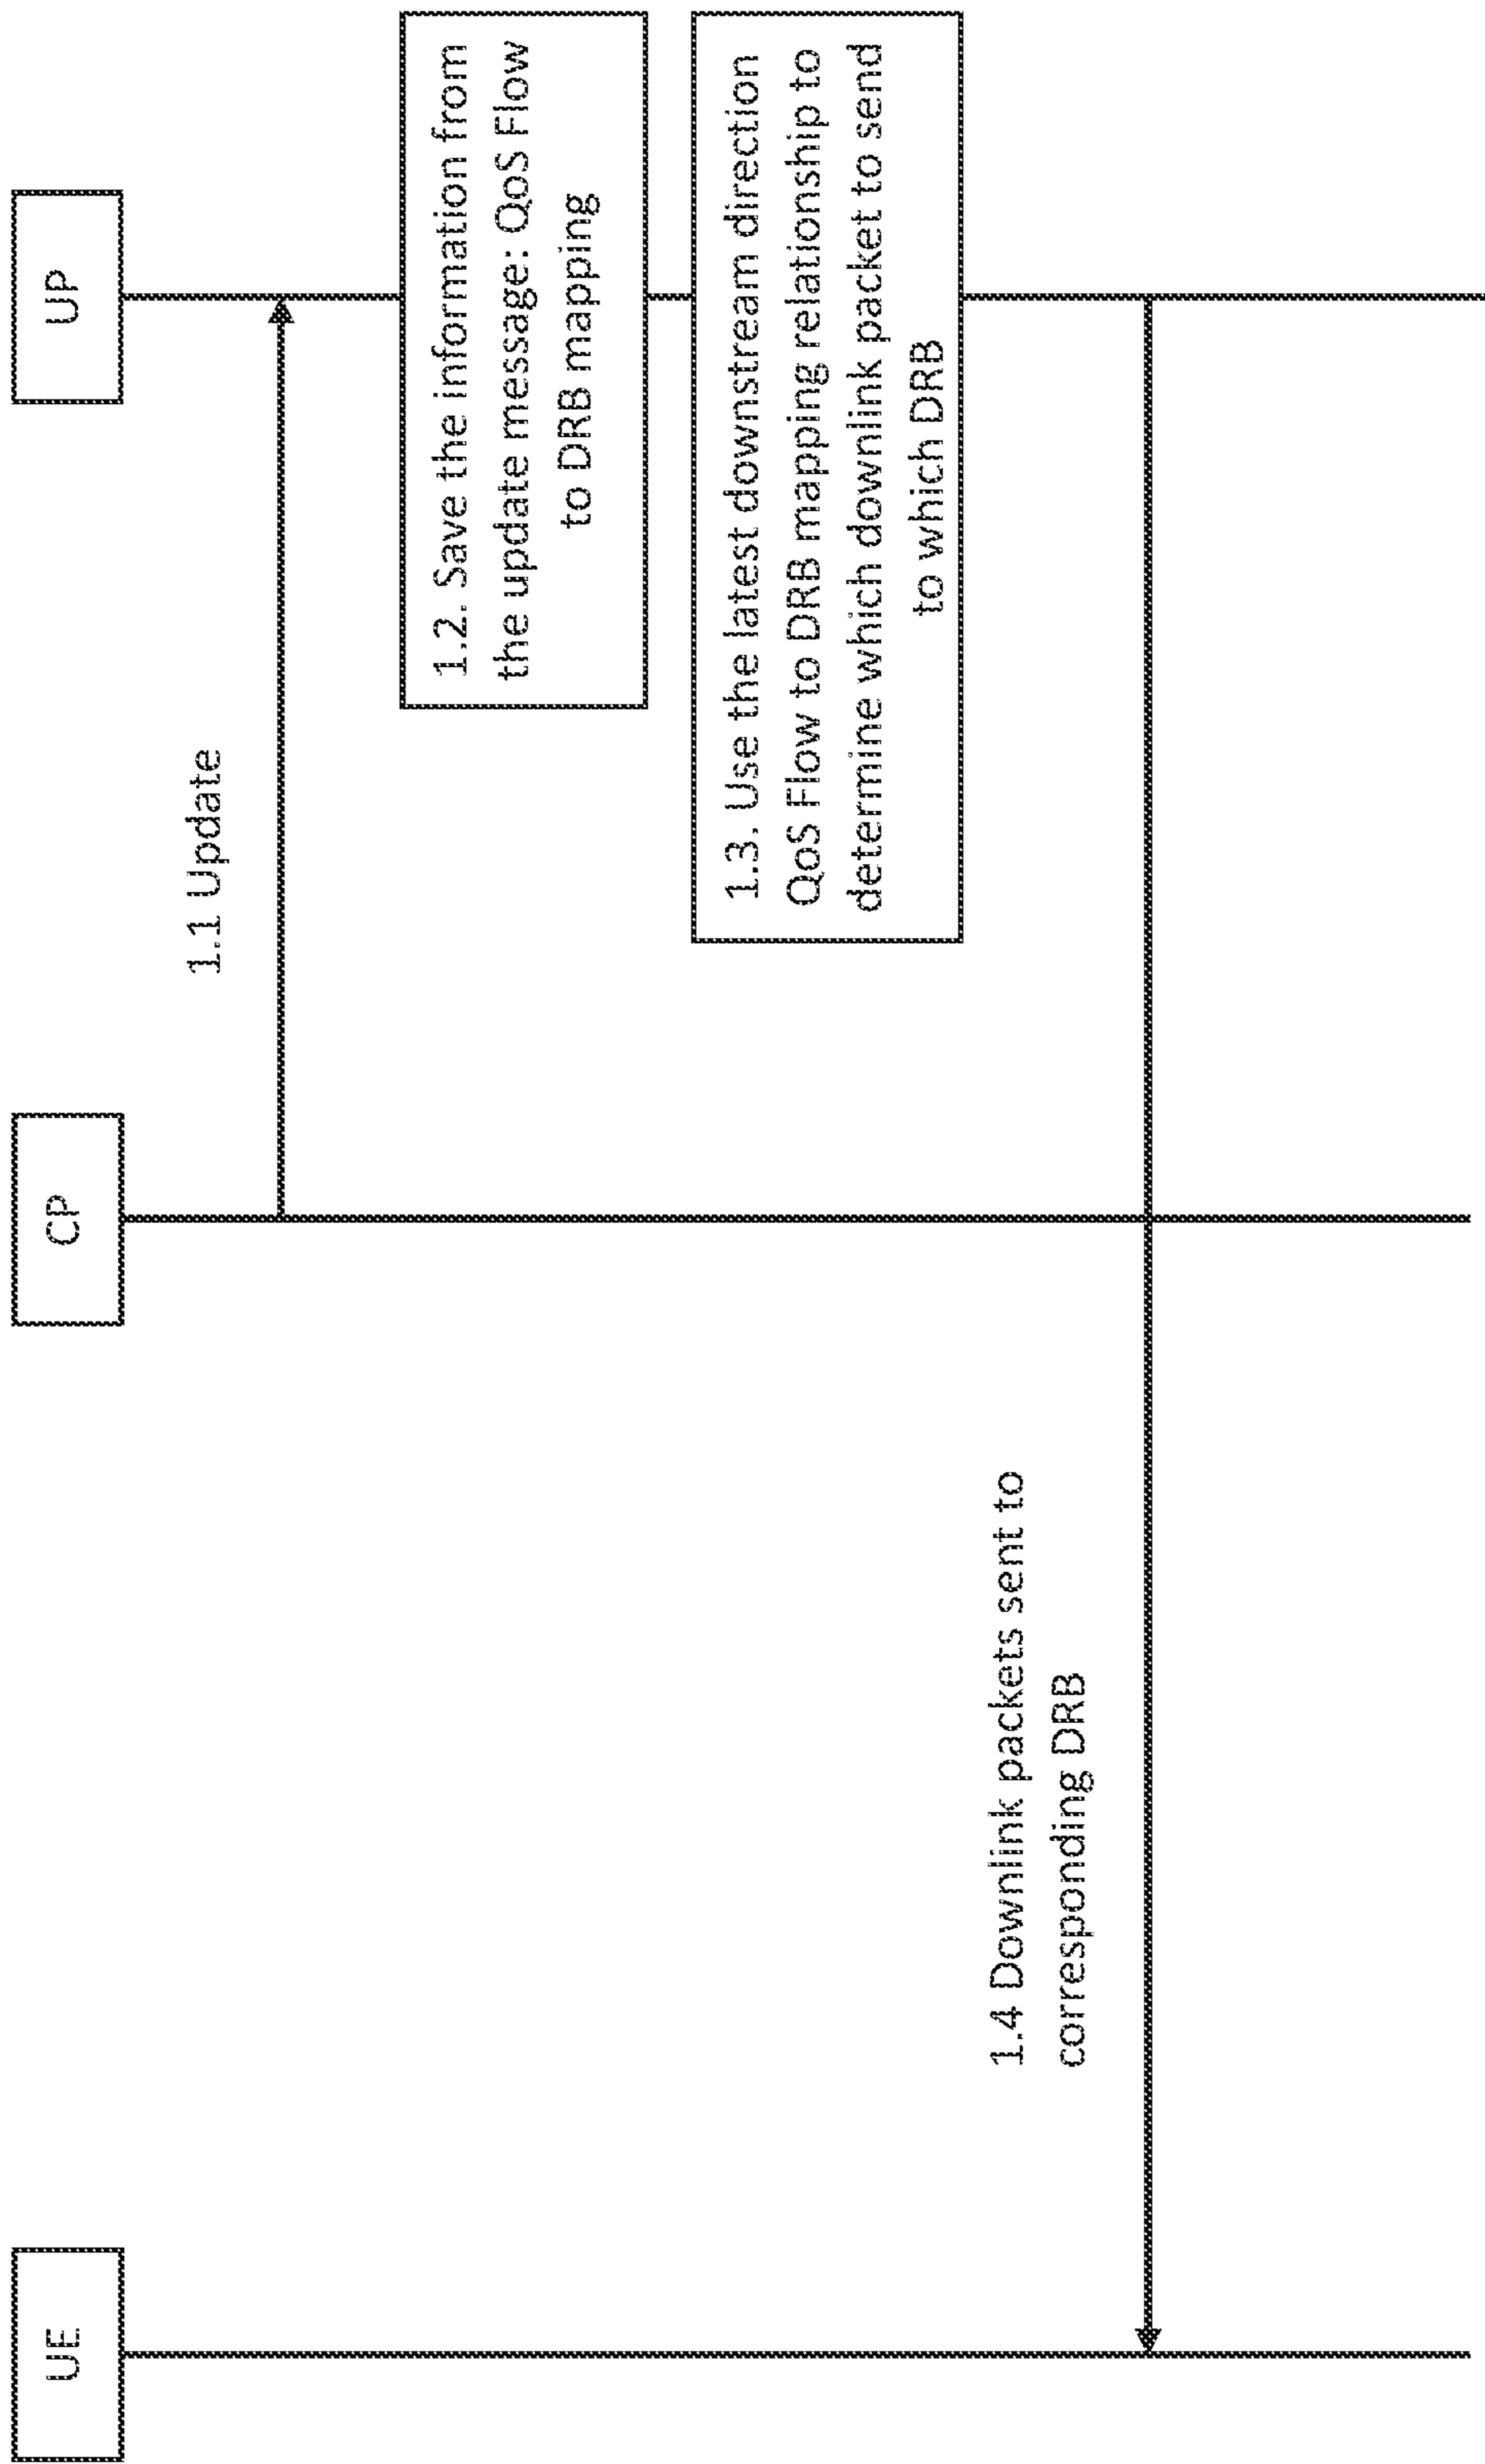 UE
CP
UP
1.1 Update
1.2. Save the information from
the update message: QoS Flow
to DRB mapping
1.3. Use the latest downstream direction
QoS Flow to DRB mapping relationship to
determine which downlink packet to send
to which DRB
1.4 Downlink packets sent to
corresponding DRB